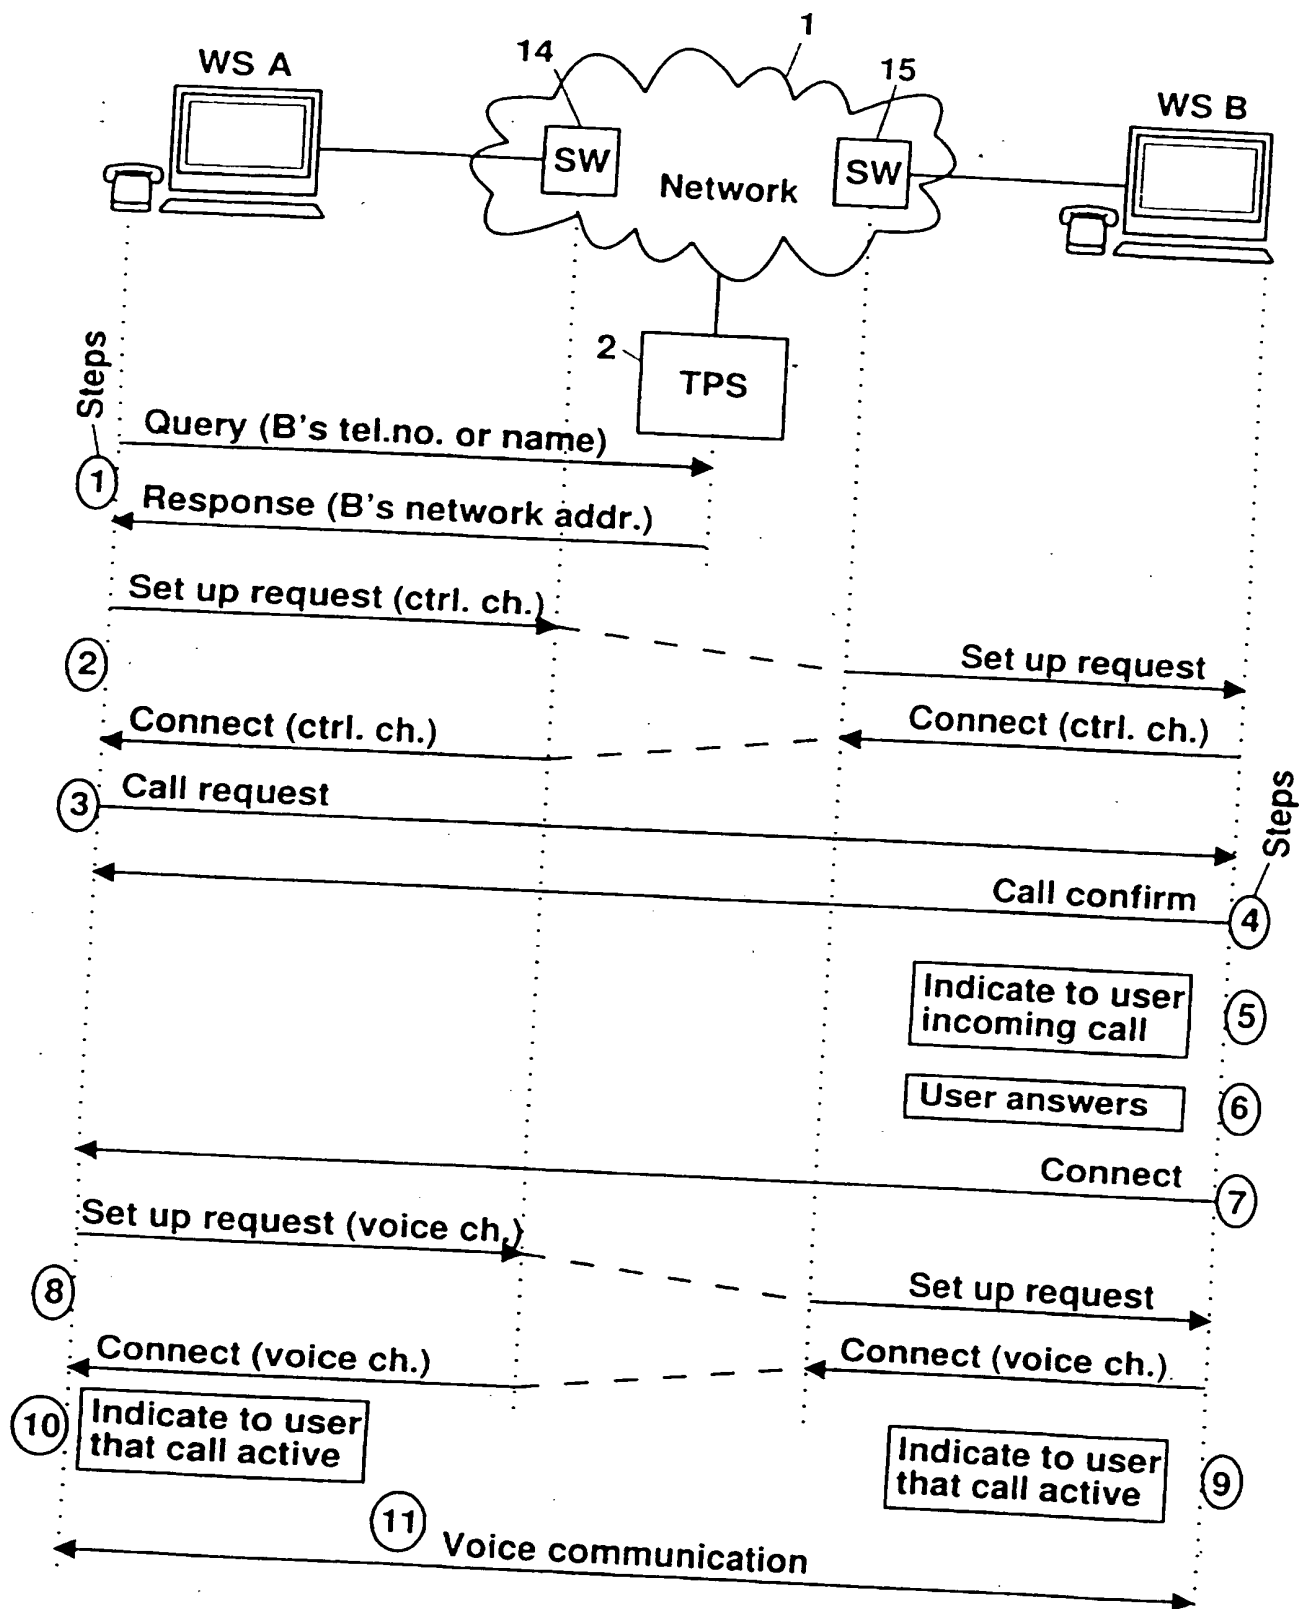 1
14
WS A
15
WS B
SW
SW
Network
2
TPS
Steps
Query (B's tel.no. or name)
1
Response (B's network addr.)
Set up request (ctrl. ch.)
2
Set up request
Connect (ctrl. ch.)
Connect (ctrl. ch.)
3
Call request
Steps
Call confirm
4
Indicate to user
incoming call
5
User answers
6
Connect
7
Set up request (voice ch.)
8
Set up request
Connect (voice ch.)
Connect (voice ch.)
10
Indicate to user
that call active
Indicate to user
that call active
9
11
Voice communication